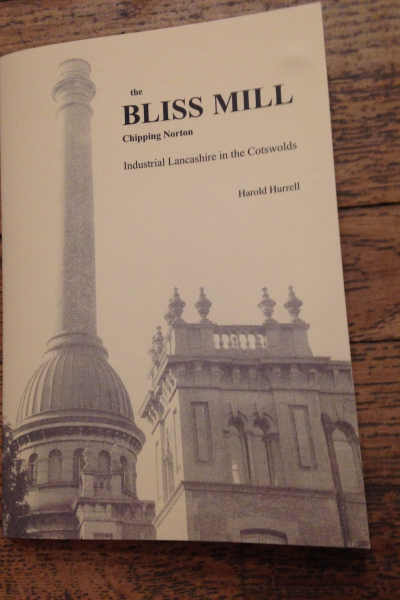 the
BLISS MILL
Chipping Norton
Industrial Lancashire in the Cotswolds
Harold Hurrell